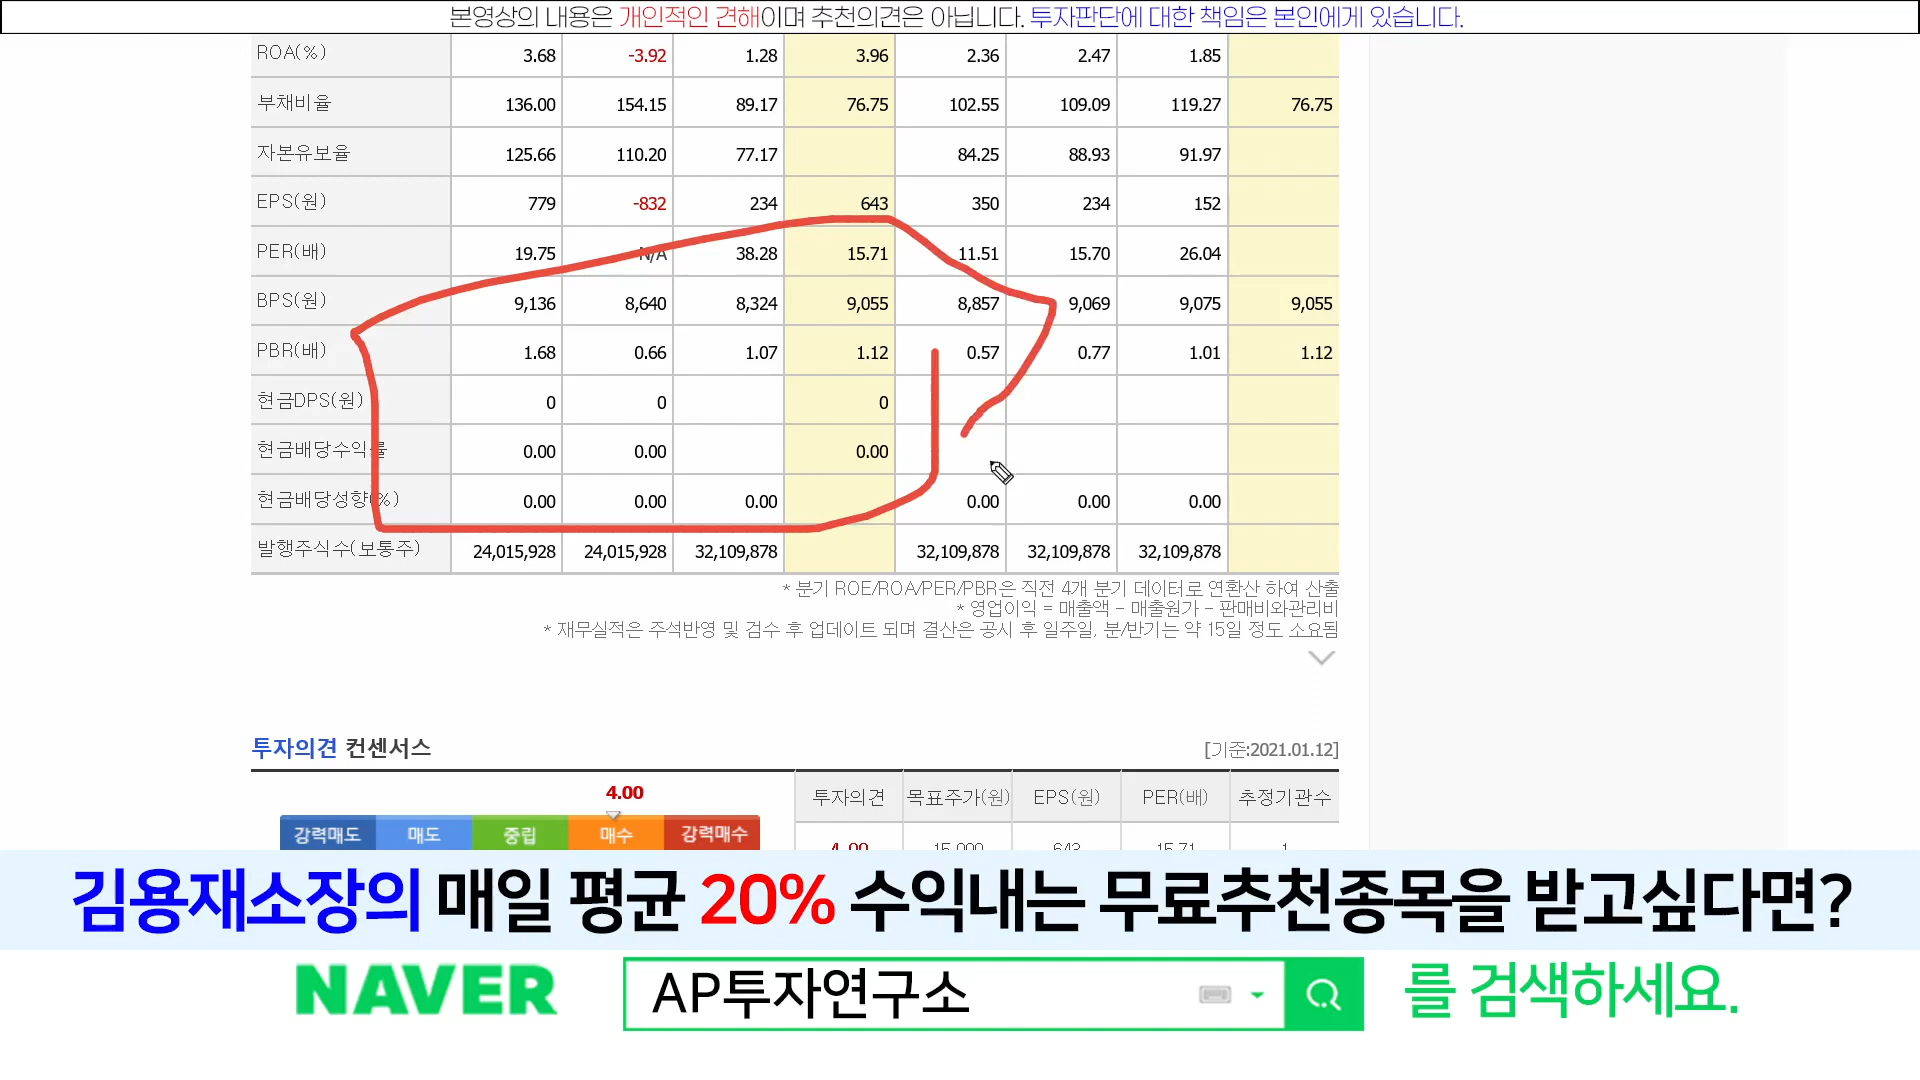 본영상의 내용은 개인적인 견해이며 추천의견은 아닙니다. 투자판단에 대한 책임은 본인에게 있습니다.
ROA(%) 3.68 -3.92 1.28 3.96 2.36 2.47 1.85
부채비율 136.00 154.15 89.17 76.75 102.55 109.09 119.27 76.75
자본유보율 125.66 110.20 77.17 84.25 88.93 91.97
EPS(원) 779 -832 234 643 350 234 152
PER(배) 19.75 N/A 38.28 15.71 11.51 15.70 26.04
BPS(원) 9,136 8,640 8,324 9,055 8,857 9,069 9,075 9,055
PBR(배) 1.68 0.66 1.07 1.12 0.57 0.77 1.01 1.12
현금DPS(원) 0 0 0
현금배당수익률 0.00 0.00 0.00
현금배당성향(%) 0.00 0.00 0.00 0.00 0.00 0.00
발행주식수(보통주) 24,015,928 24,015,928 32,109,878 32,109,878 32,109,878 32,109,878
* 분기 ROE/ROA/PER/PBR은 직전 4개 분기 데이터로 연환산 하여 산출
* 영업이익 = 매출액 - 매출원가 - 판매비와관리비
* 재무실적은 주석반영 및 검수 후 업데이트 되며 결산은 공시 후 일주일, 분/반기는 약 15일 정도 소요됨
투자의견 컨센서스 [기준:2021.01.12]
4.00
강력매도 매도 중립 매수 강력매수
투자의견 목표주가(원) EPS(원) PER(배) 추정기관수
4.00 15,000 643 15.71 1
김용재소장의 매일 평균 20% 수익내는 무료추천종목을 받고싶다면?
NAVER AP투자연구소 를 검색하세요.